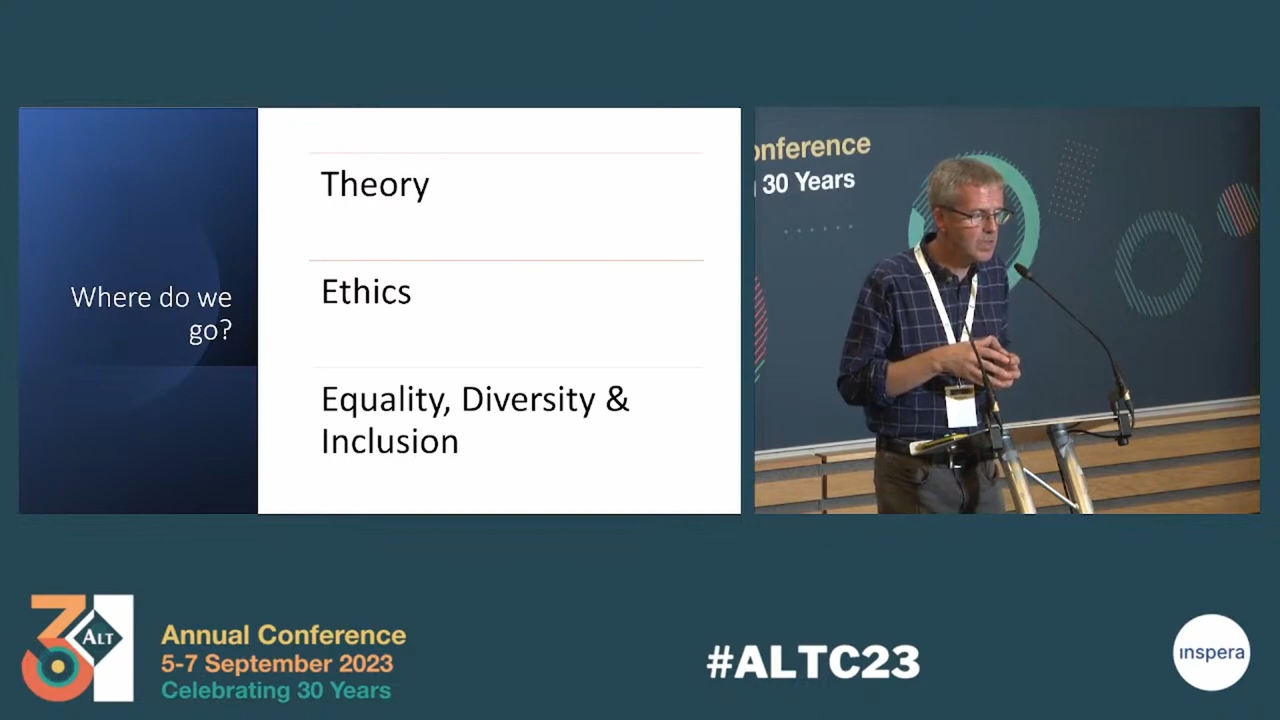 Where do we
go?
Theory
Ethics
Equality, Diversity &
Inclusion
onference
30 Years
ALT
Annual Conference
5-7 September 2023
Celebrating 30 Years
#ALTC23
inspera